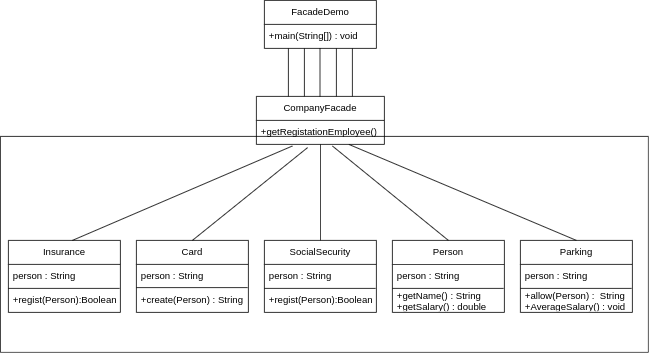 FacadeDemo
+main(String[]) : void
CompanyFacade
+getRegistationEmployee()
Insurance
person : String
+regist(Person):Boolean
Card
person : String
+create(Person) : String
SocialSecurity
person : String
+regist(Person):Boolean
Person
person : String
+getName() : String
+getSalary() : double
Parking
person : String
+allow(Person) : String
+AverageSalary() : void